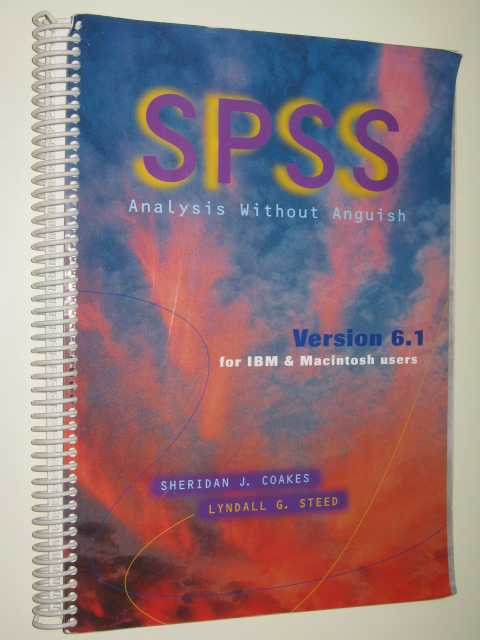 SPSS
Analysis Without Anguish
Version 6.1
for IBM & Macintosh users
SHERIDAN J. COAKES
LYNDALL G. STEED